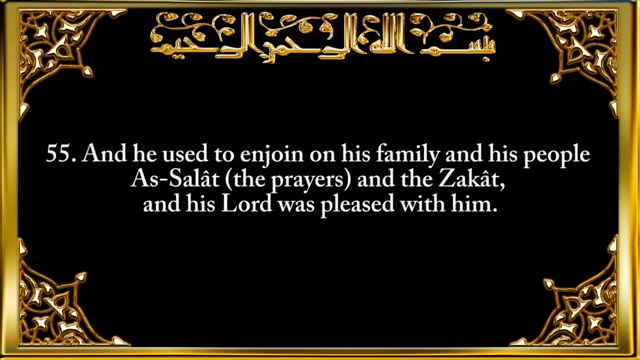 بسم الله الرحمن الرحيم
55. And he used to enjoin on his family and his people
As-Salât (the prayers) and the Zakât,
and his Lord was pleased with him.